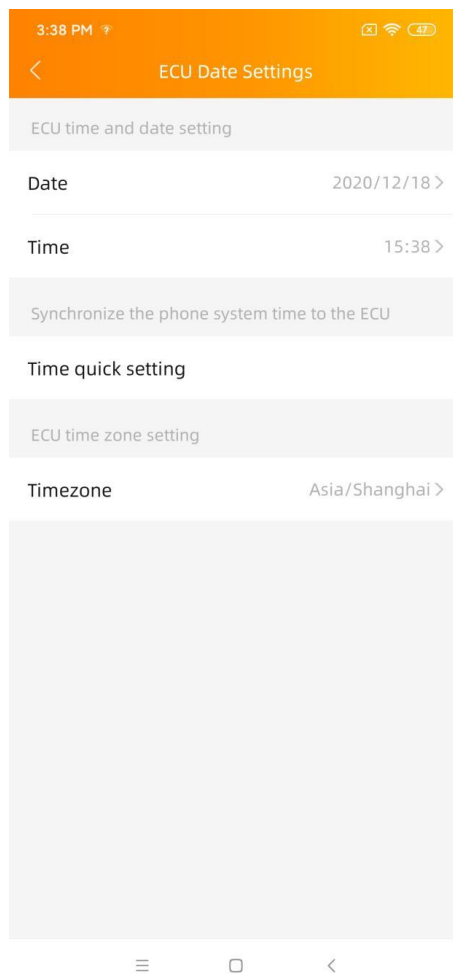 3:38 PM
47
ECU Date Settings
ECU time and date setting
Date 2020/12/18
Time 15:38
Synchronize the phone system time to the ECU
Time quick setting
ECU time zone setting
Timezone Asia/Shanghai